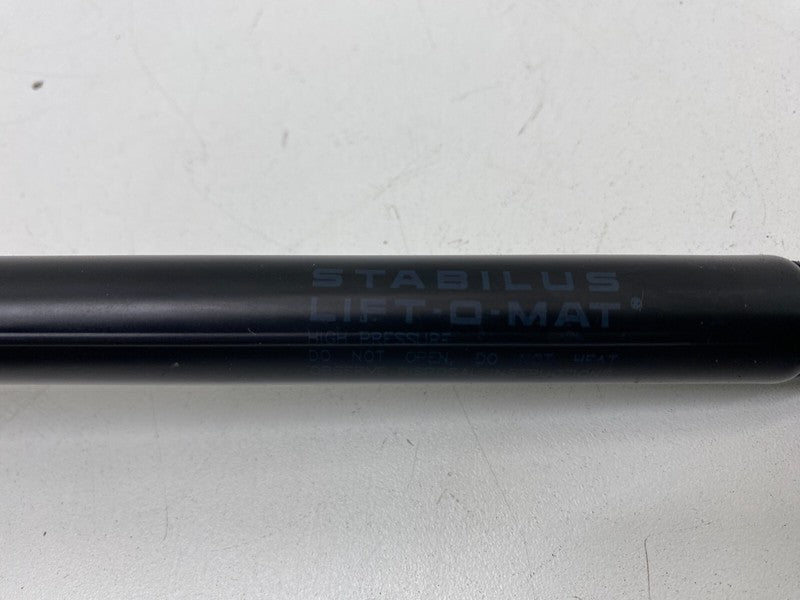 STABILUS
LIFT-O-MAT®
HIGH PRESSURE
DO NOT OPEN, DO NOT HEAT